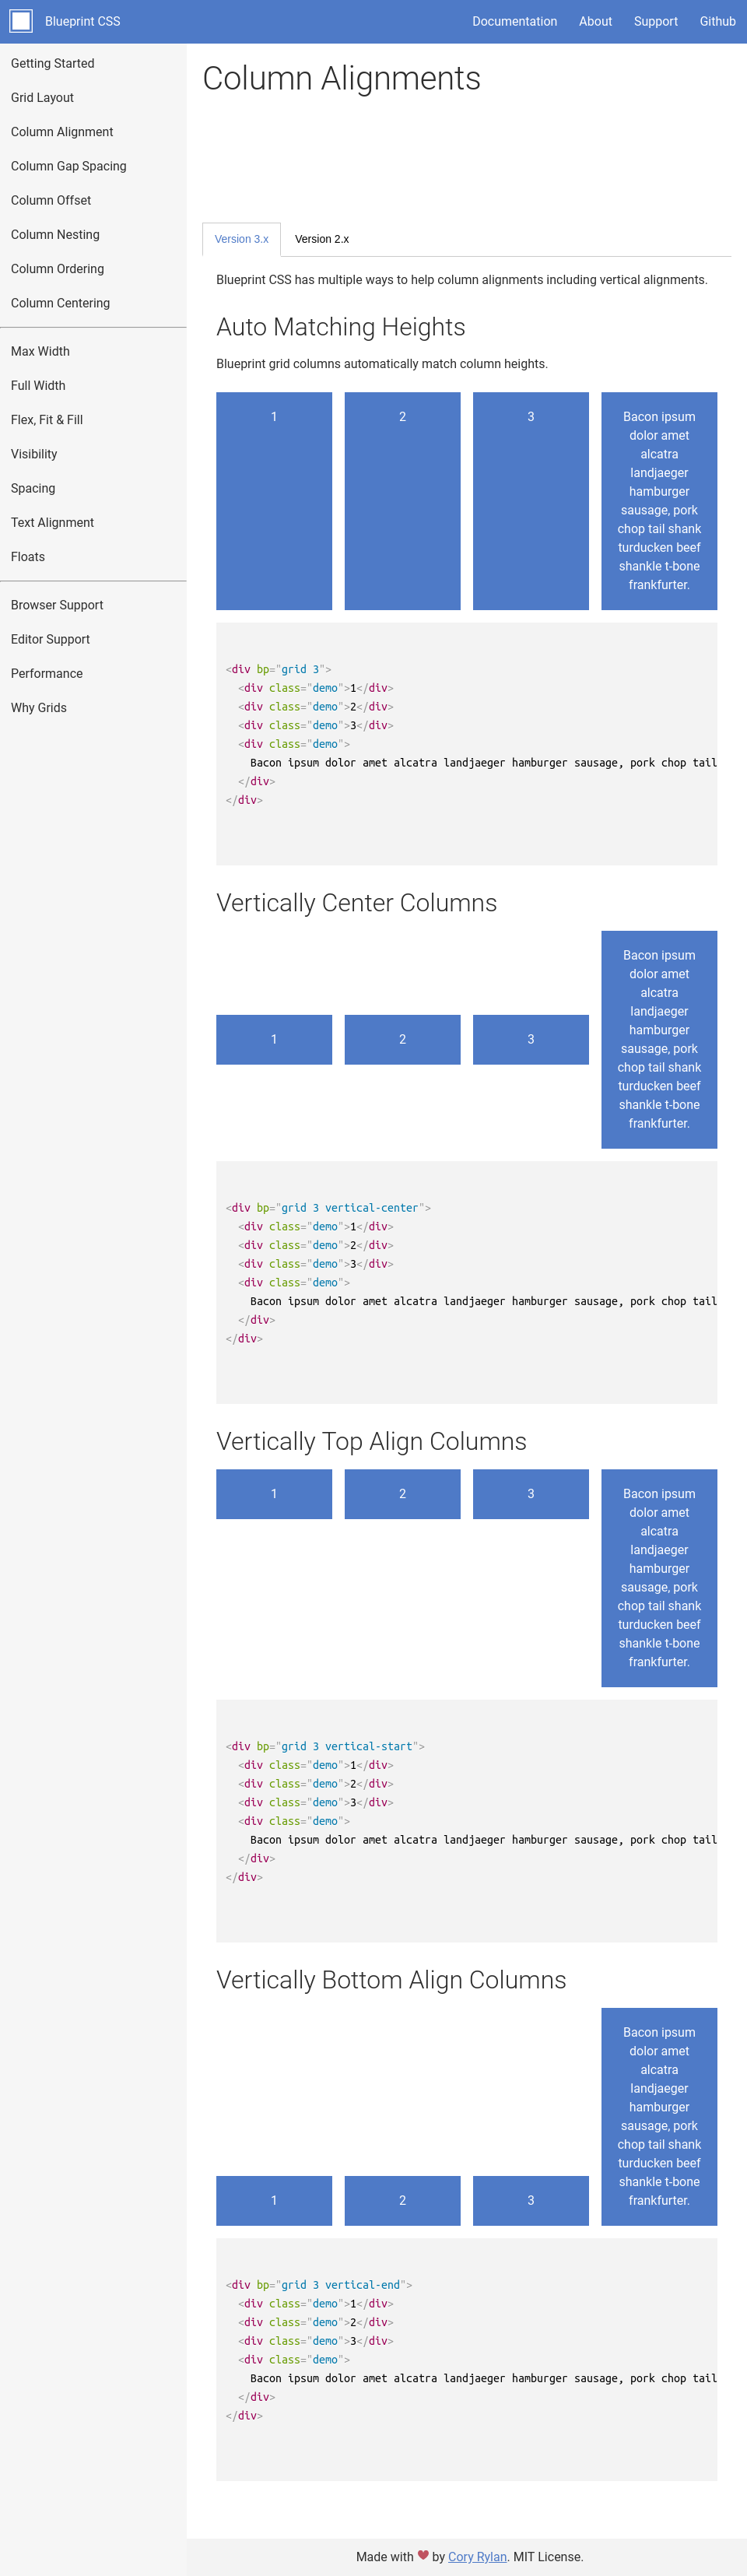 Blueprint CSS
Documentation
About
Support
Github
Getting Started
Grid Layout
Column Alignment
Column Gap Spacing
Column Offset
Column Nesting
Column Ordering
Column Centering
Max Width
Full Width
Flex, Fit & Fill
Visibility
Spacing
Text Alignment
Floats
Browser Support
Editor Support
Performance
Why Grids
Column Alignments
Version 3.x
Version 2.x
Blueprint CSS has multiple ways to help column alignments including vertical alignments.
Auto Matching Heights
Blueprint grid columns automatically match column heights.
1
2
3
Bacon ipsum
dolor amet
alcatra
landjaeger
hamburger
sausage, pork
chop tail shank
turducken beef
shankle t-bone
frankfurter.
<div bp="grid 3">
  <div class="demo">1</div>
  <div class="demo">2</div>
  <div class="demo">3</div>
  <div class="demo">
    Bacon ipsum dolor amet alcatra landjaeger hamburger sausage, pork chop tail
  </div>
</div>
Vertically Center Columns
1
2
3
Bacon ipsum
dolor amet
alcatra
landjaeger
hamburger
sausage, pork
chop tail shank
turducken beef
shankle t-bone
frankfurter.
<div bp="grid 3 vertical-center">
  <div class="demo">1</div>
  <div class="demo">2</div>
  <div class="demo">3</div>
  <div class="demo">
    Bacon ipsum dolor amet alcatra landjaeger hamburger sausage, pork chop tail
  </div>
</div>
Vertically Top Align Columns
1
2
3
Bacon ipsum
dolor amet
alcatra
landjaeger
hamburger
sausage, pork
chop tail shank
turducken beef
shankle t-bone
frankfurter.
<div bp="grid 3 vertical-start">
  <div class="demo">1</div>
  <div class="demo">2</div>
  <div class="demo">3</div>
  <div class="demo">
    Bacon ipsum dolor amet alcatra landjaeger hamburger sausage, pork chop tail
  </div>
</div>
Vertically Bottom Align Columns
1
2
3
Bacon ipsum
dolor amet
alcatra
landjaeger
hamburger
sausage, pork
chop tail shank
turducken beef
shankle t-bone
frankfurter.
<div bp="grid 3 vertical-end">
  <div class="demo">1</div>
  <div class="demo">2</div>
  <div class="demo">3</div>
  <div class="demo">
    Bacon ipsum dolor amet alcatra landjaeger hamburger sausage, pork chop tail
  </div>
</div>
Made with ♥ by Cory Rylan. MIT License.